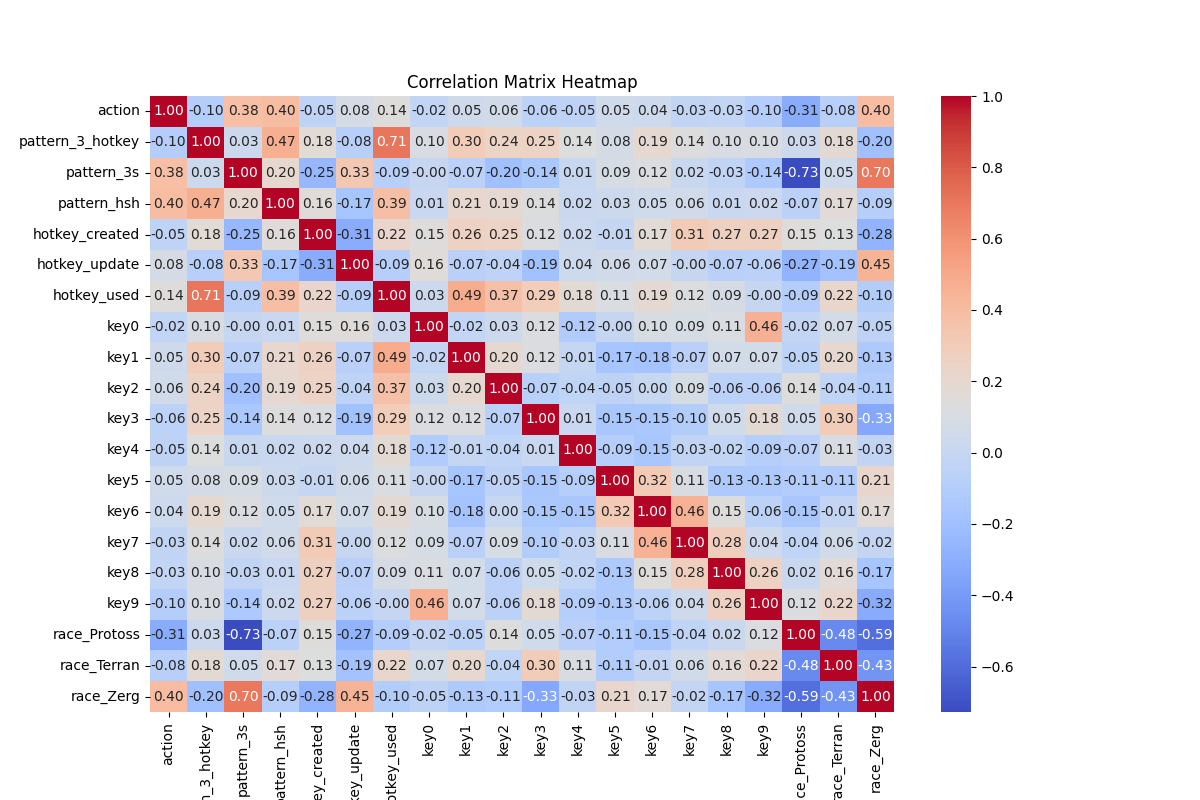 Correlation Matrix Heatmap
action 1.00 -0.10 0.38 0.40 -0.05 0.08 0.14 -0.02 0.05 0.06 -0.06 -0.05 0.05 0.04 -0.03 -0.03 -0.10 -0.31 -0.08 0.40
pattern_3_hotkey -0.10 1.00 0.03 0.47 0.18 -0.08 0.71 0.10 0.30 0.24 0.25 0.14 0.08 0.19 0.14 0.10 0.10 0.03 0.18 -0.20
pattern_3s 0.38 0.03 1.00 0.20 -0.25 0.33 -0.09 -0.00 -0.07 -0.20 -0.14 0.01 0.09 0.12 0.02 -0.03 -0.14 -0.73 0.05 0.70
pattern_hsh 0.40 0.47 0.20 1.00 0.16 -0.17 0.39 0.01 0.21 0.19 0.14 0.02 0.03 0.05 0.06 0.01 0.02 -0.07 0.17 -0.09
hotkey_created -0.05 0.18 -0.25 0.16 1.00 -0.31 0.22 0.15 0.26 0.25 0.12 0.02 -0.01 0.17 0.31 0.27 0.27 0.15 0.13 -0.28
hotkey_update 0.08 -0.08 0.33 -0.17 -0.31 1.00 -0.09 0.16 -0.07 -0.04 -0.19 0.04 0.06 0.07 -0.00 -0.07 -0.06 -0.27 -0.19 0.45
hotkey_used 0.14 0.71 -0.09 0.39 0.22 -0.09 1.00 0.03 0.49 0.37 0.29 0.18 0.11 0.19 0.12 0.09 -0.00 -0.09 0.22 -0.10
key0 -0.02 0.10 -0.00 0.01 0.15 0.16 0.03 1.00 -0.02 0.03 0.12 -0.12 -0.00 0.10 0.09 0.11 0.46 -0.02 0.07 -0.05
key1 0.05 0.30 -0.07 0.21 0.26 -0.07 0.49 -0.02 1.00 0.20 0.12 -0.01 -0.17 -0.18 -0.07 0.07 0.07 -0.05 0.20 -0.13
key2 0.06 0.24 -0.20 0.19 0.25 -0.04 0.37 0.03 0.20 1.00 -0.07 -0.04 -0.05 0.00 0.09 -0.06 -0.06 0.14 -0.04 -0.11
key3 -0.06 0.25 -0.14 0.14 0.12 -0.19 0.29 0.12 0.12 -0.07 1.00 0.01 -0.15 -0.15 -0.10 0.05 0.18 0.05 0.30 -0.33
key4 -0.05 0.14 0.01 0.02 0.02 0.04 0.18 -0.12 -0.01 -0.04 0.01 1.00 -0.09 -0.15 -0.03 -0.02 -0.09 -0.07 0.11 -0.03
key5 0.05 0.08 0.09 0.03 -0.01 0.06 0.11 -0.00 -0.17 -0.05 -0.15 -0.09 1.00 0.32 0.11 -0.13 -0.13 -0.11 -0.11 0.21
key6 0.04 0.19 0.12 0.05 0.17 0.07 0.19 0.10 -0.18 0.00 -0.15 -0.15 0.32 1.00 0.46 0.15 -0.06 -0.15 -0.01 0.17
key7 -0.03 0.14 0.02 0.06 0.31 -0.00 0.12 0.09 -0.07 0.09 -0.10 -0.03 0.11 0.46 1.00 0.28 0.04 -0.04 0.06 -0.02
key8 -0.03 0.10 -0.03 0.01 0.27 -0.07 0.09 0.11 0.07 -0.06 0.05 -0.02 -0.13 0.15 0.28 1.00 0.26 0.02 0.16 -0.17
key9 -0.10 0.10 -0.14 0.02 0.27 -0.06 -0.00 0.46 0.07 -0.06 0.18 -0.09 -0.13 -0.06 0.04 0.26 1.00 0.12 0.22 -0.32
race_Protoss -0.31 0.03 -0.73 -0.07 0.15 -0.27 -0.09 -0.02 -0.05 0.14 0.05 -0.07 -0.11 -0.15 -0.04 0.02 0.12 1.00 -0.48 -0.59
race_Terran -0.08 0.18 0.05 0.17 0.13 -0.19 0.22 0.07 0.20 -0.04 0.30 0.11 -0.11 -0.01 0.06 0.16 0.22 -0.48 1.00 -0.43
race_Zerg 0.40 -0.20 0.70 -0.09 -0.28 0.45 -0.10 -0.05 -0.13 -0.11 -0.33 -0.03 0.21 0.17 -0.02 -0.17 -0.32 -0.59 -0.43 1.00
action
n_3_hotkey
pattern_3s
pattern_hsh
ey_created
key_update
otkey_used
key0
key1
key2
key3
key4
key5
key6
key7
key8
key9
ce_Protoss
race_Terran
race_Zerg
1.0
0.8
0.6
0.4
0.2
0.0
−0.2
−0.4
−0.6